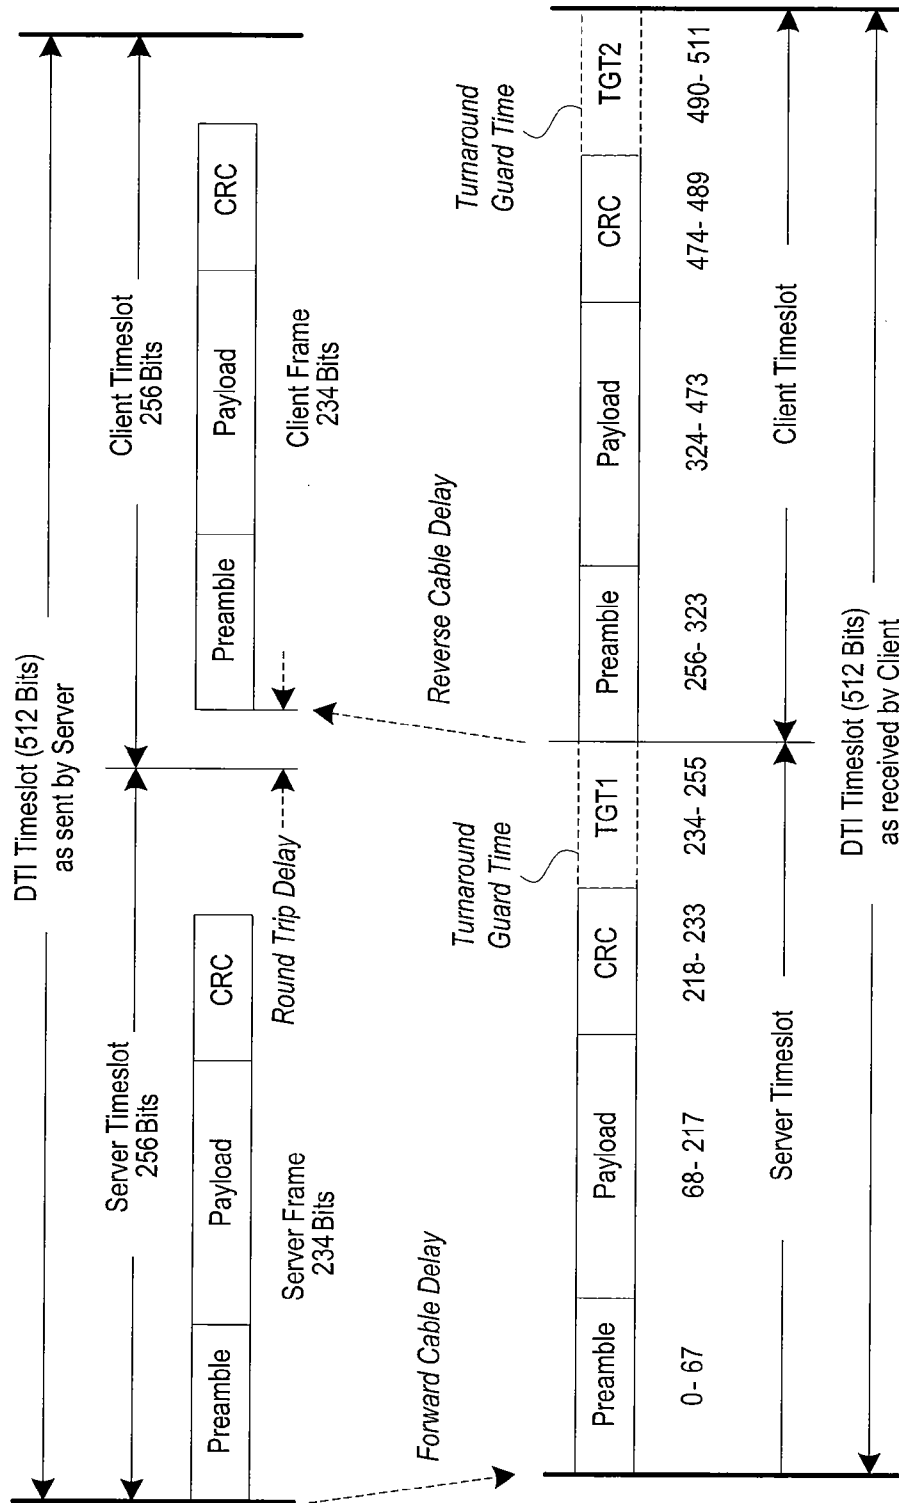 DTI Timeslot (512 Bits)
as sent by Server
Server Timeslot
256 Bits
Client Timeslot
256 Bits
Preamble
Payload
CRC
Preamble
Payload
CRC
Server Frame
234 Bits
Round Trip Delay
Client Frame
234 Bits
Forward Cable Delay
Reverse Cable Delay
Turnaround
Guard Time
Turnaround
Guard Time
Preamble
Payload
CRC
TGT1
Preamble
Payload
CRC
TGT2
0- 67
68- 217
218- 233
234- 255
256- 323
324- 473
474- 489
490- 511
Server Timeslot
Client Timeslot
DTI Timeslot (512 Bits)
as received by Client